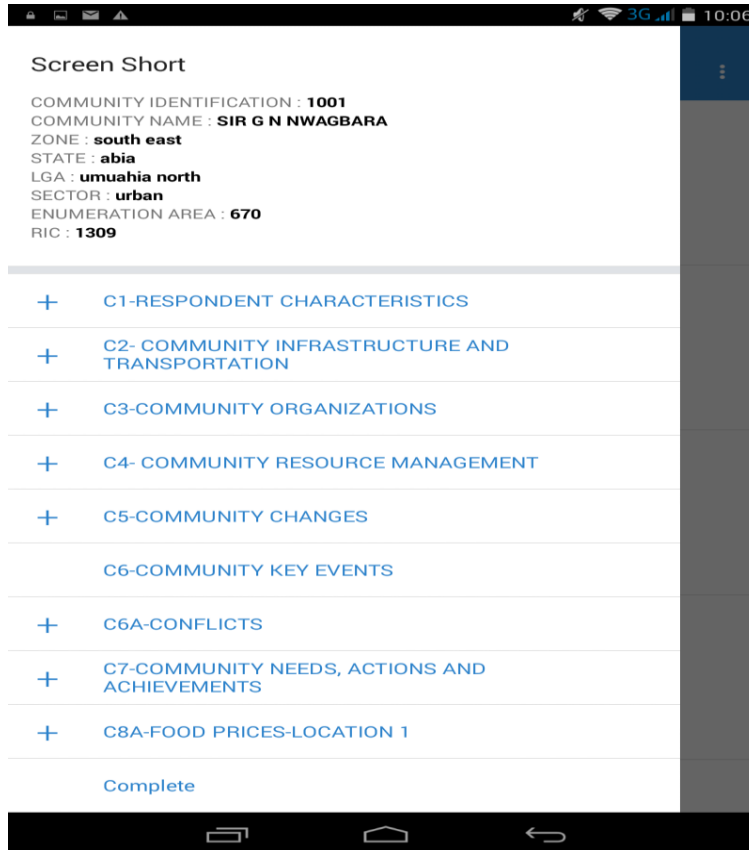 3G 10:06
Screen Short
COMMUNITY IDENTIFICATION : 1001
COMMUNITY NAME : SIR G N NWAGBARA
ZONE : south east
STATE : abia
LGA : umuahia north
SECTOR : urban
ENUMERATION AREA : 670
RIC : 1309
+ C1-RESPONDENT CHARACTERISTICS
+ C2- COMMUNITY INFRASTRUCTURE AND
TRANSPORTATION
+ C3-COMMUNITY ORGANIZATIONS
+ C4- COMMUNITY RESOURCE MANAGEMENT
+ C5-COMMUNITY CHANGES
C6-COMMUNITY KEY EVENTS
+ C6A-CONFLICTS
+ C7-COMMUNITY NEEDS, ACTIONS AND
ACHIEVEMENTS
+ C8A-FOOD PRICES-LOCATION 1
Complete